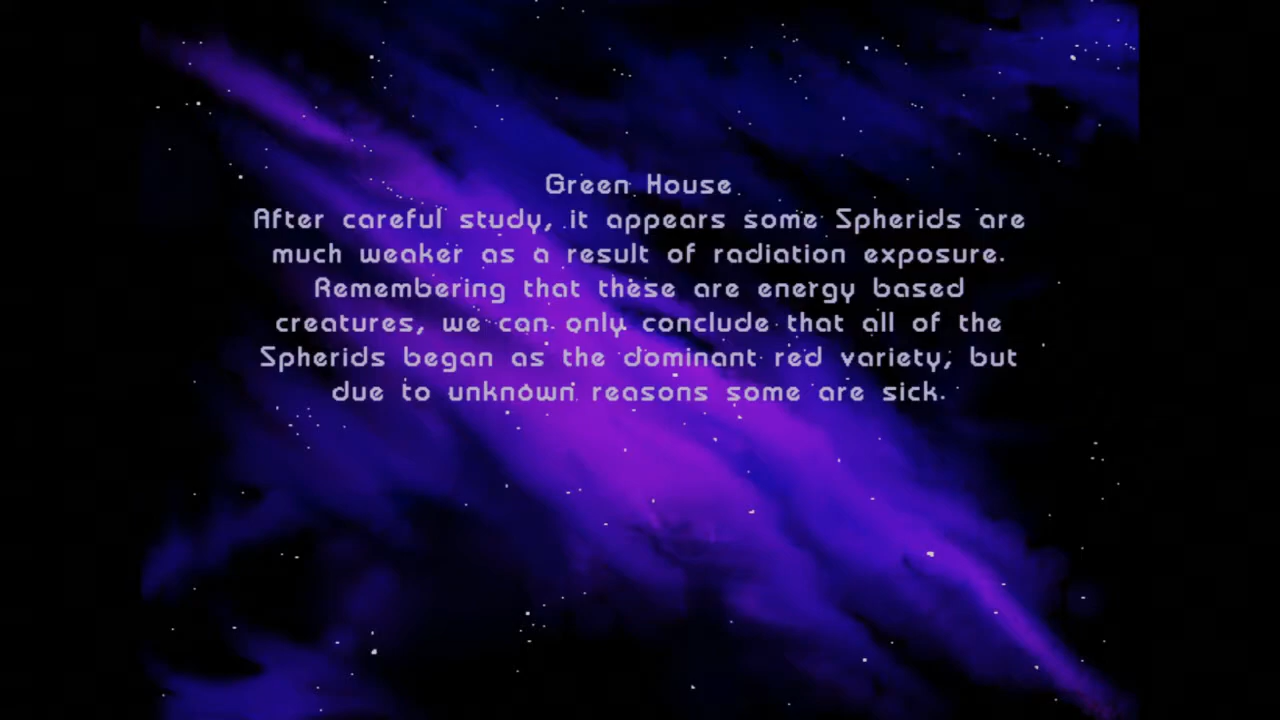 Green House
After careful study, it appears some Spherids are
much weaker as a result of radiation exposure.
Remembering that these are energy based
creatures, we can only conclude that all of the
Spherids began as the dominant red variety, but
due to unknown reasons some are sick.